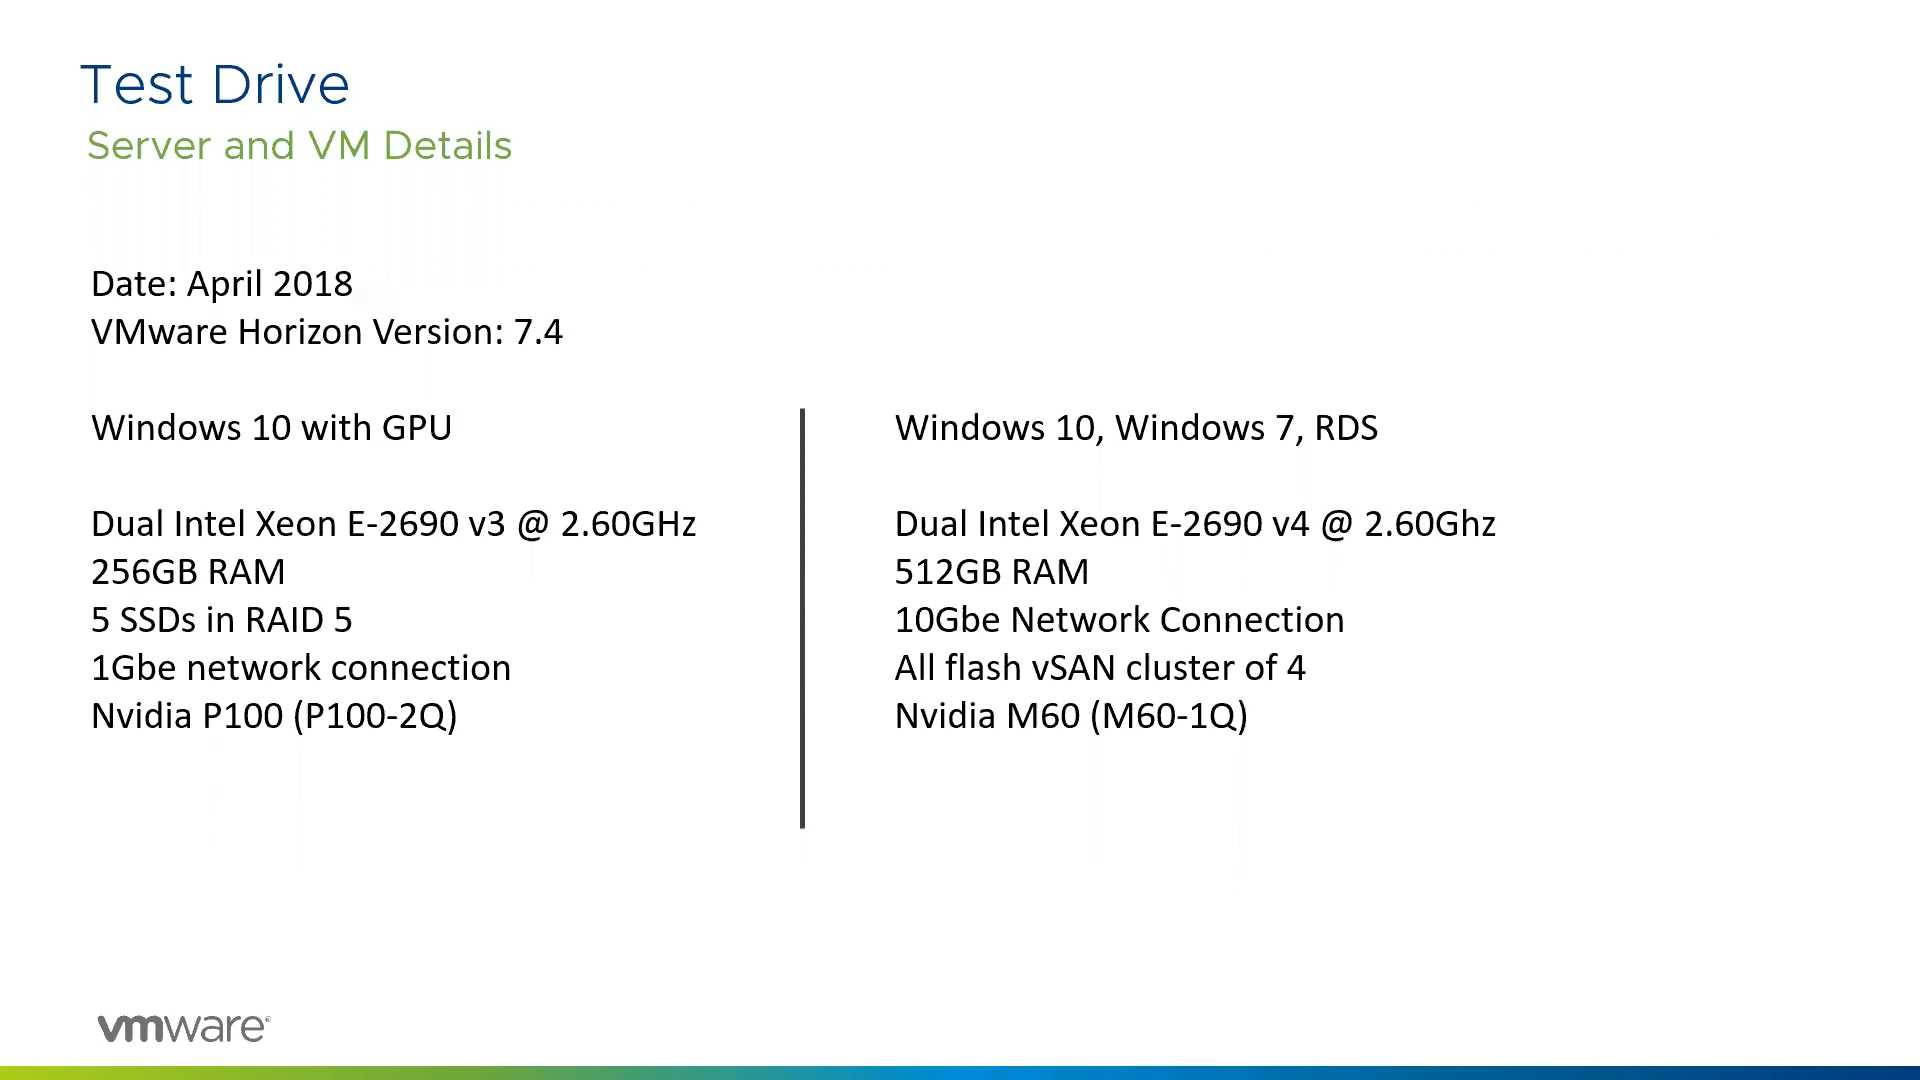 Test Drive
Server and VM Details
Date: April 2018
VMware Horizon Version: 7.4
Windows 10 with GPU
Dual Intel Xeon E-2690 v3 @ 2.60GHz
256GB RAM
5 SSDs in RAID 5
1Gbe network connection
Nvidia P100 (P100-2Q)
Windows 10, Windows 7, RDS
Dual Intel Xeon E-2690 v4 @ 2.60Ghz
512GB RAM
10Gbe Network Connection
All flash vSAN cluster of 4
Nvidia M60 (M60-1Q)
vmware®